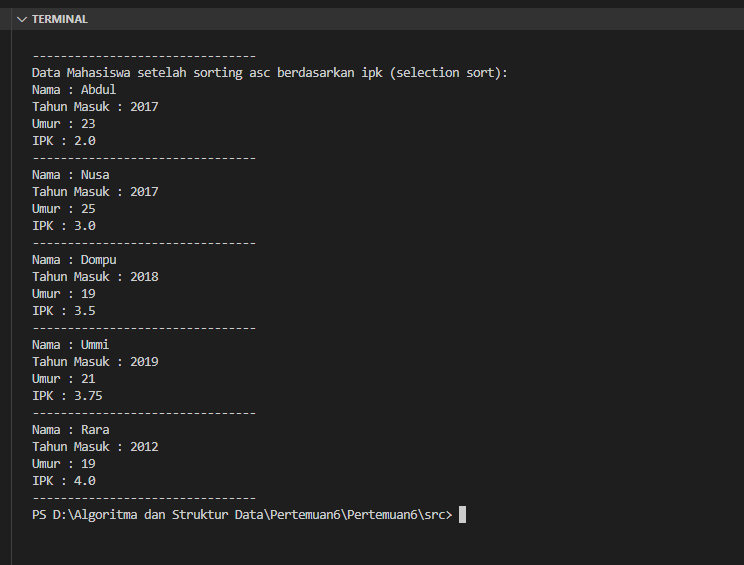 TERMINAL
--------------------------------
Data Mahasiswa setelah sorting asc berdasarkan ipk (selection sort):
Nama : Abdul
Tahun Masuk : 2017
Umur : 23
IPK : 2.0
--------------------------------
Nama : Nusa
Tahun Masuk : 2017
Umur : 25
IPK : 3.0
--------------------------------
Nama : Dompu
Tahun Masuk : 2018
Umur : 19
IPK : 3.5
--------------------------------
Nama : Ummi
Tahun Masuk : 2019
Umur : 21
IPK : 3.75
--------------------------------
Nama : Rara
Tahun Masuk : 2012
Umur : 19
IPK : 4.0
--------------------------------
PS D:\Algoritma dan Struktur Data\Pertemuan6\Pertemuan6\src>